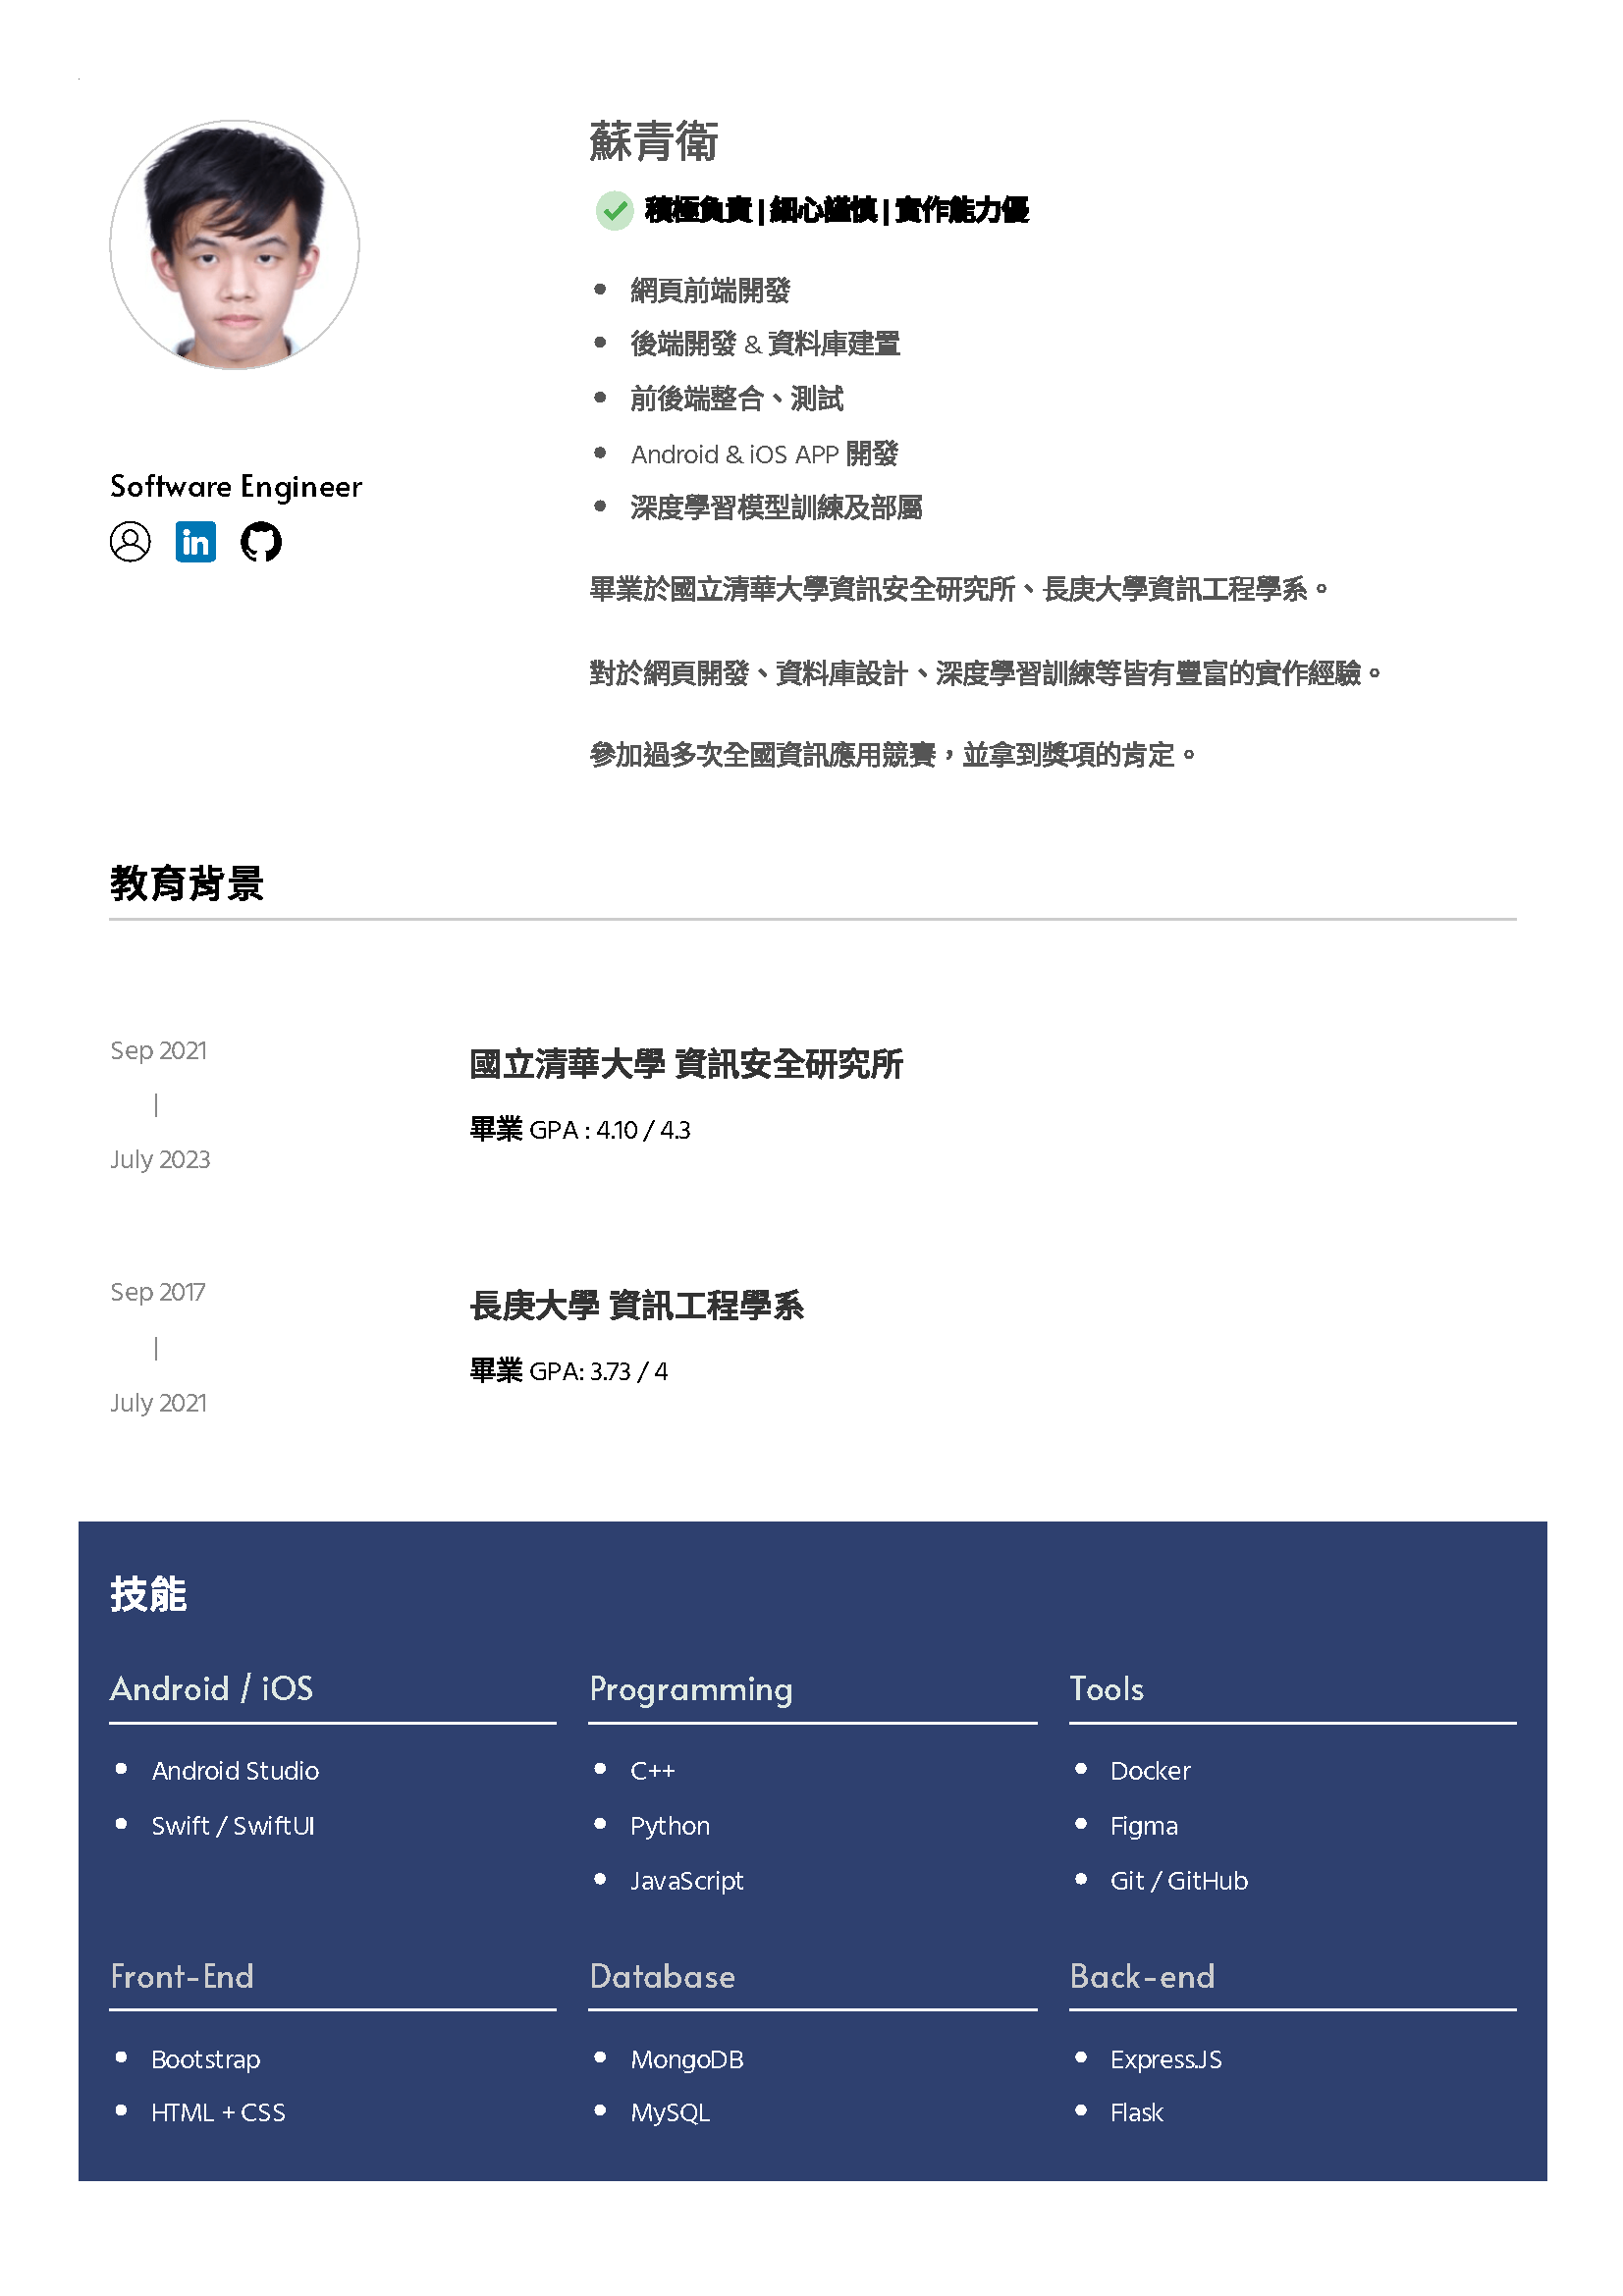 蘇青衛
積極負責 | 細心謹慎 | 實作能力優
網頁前端開發
後端開發 & 資料庫建置
前後端整合、測試
Android & iOS APP 開發
深度學習模型訓練及部屬
Software Engineer
in
畢業於國立清華大學資訊安全研究所、長庚大學資訊工程學系。
對於網頁開發、資料庫設計、深度學習訓練等皆有豐富的實作經驗。
參加過多次全國資訊應用競賽，並拿到獎項的肯定。
教育背景
Sep 2021
|
July 2023
國立清華大學 資訊安全研究所
畢業 GPA : 4.10 / 4.3
Sep 2017
|
July 2021
長庚大學 資訊工程學系
畢業 GPA: 3.73 / 4
技能
Android / iOS
Android Studio
Swift / SwiftUI
Programming
C++
Python
JavaScript
Tools
Docker
Figma
Git / GitHub
Front-End
Bootstrap
HTML + CSS
Database
MongoDB
MySQL
Back-end
Express.JS
Flask